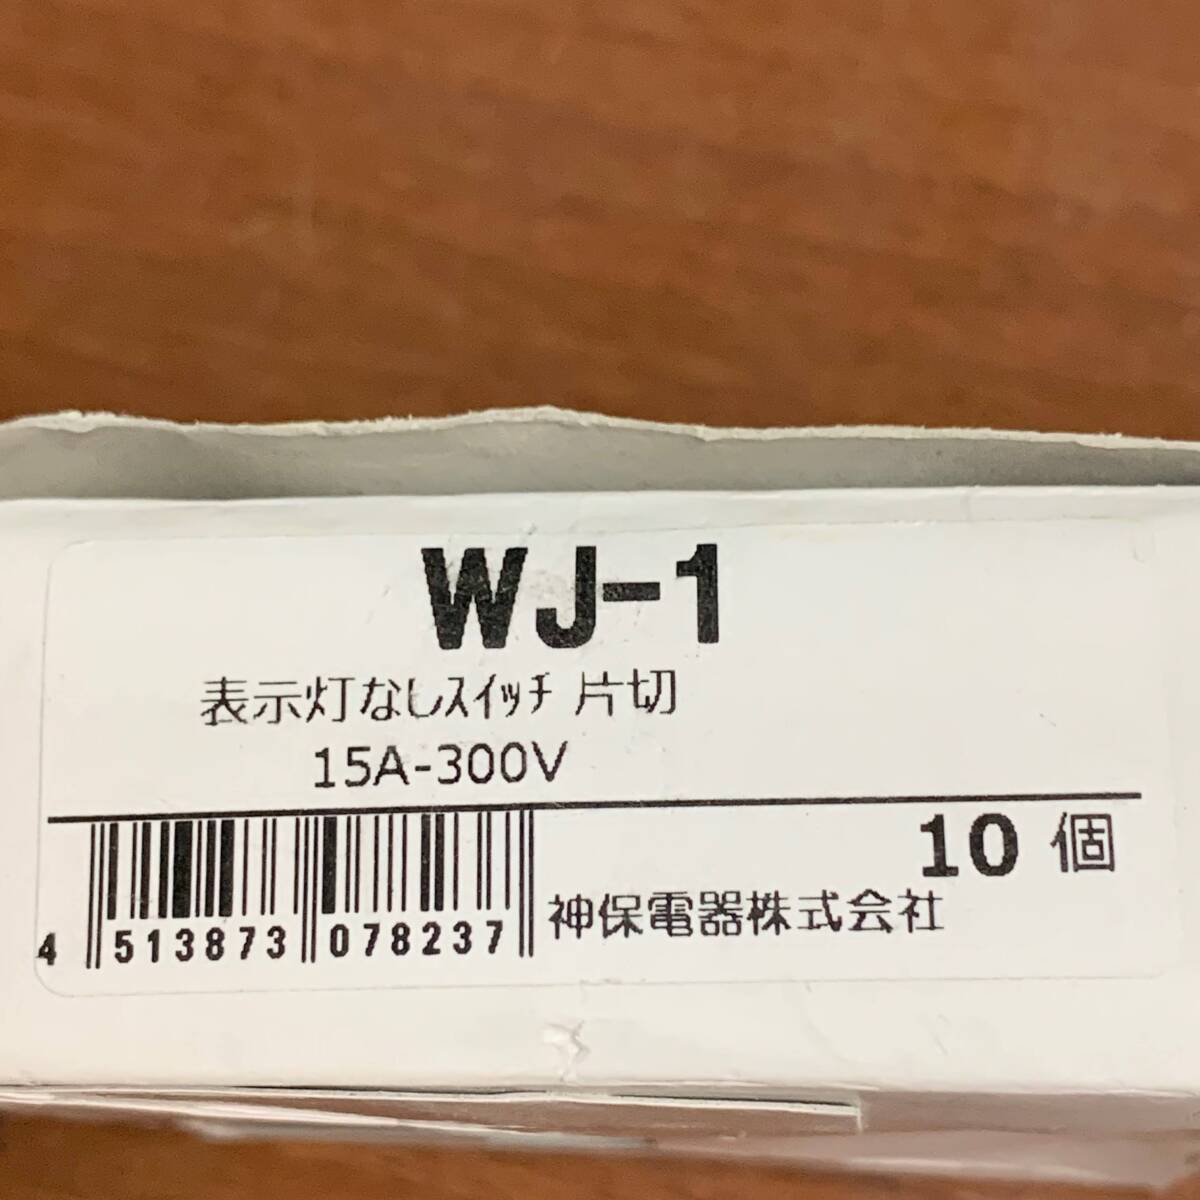 WJ-1
表示灯なしｽｲｯﾁ 片切
15A-300V
10 個
4 513873 078237
神保電器株式会社